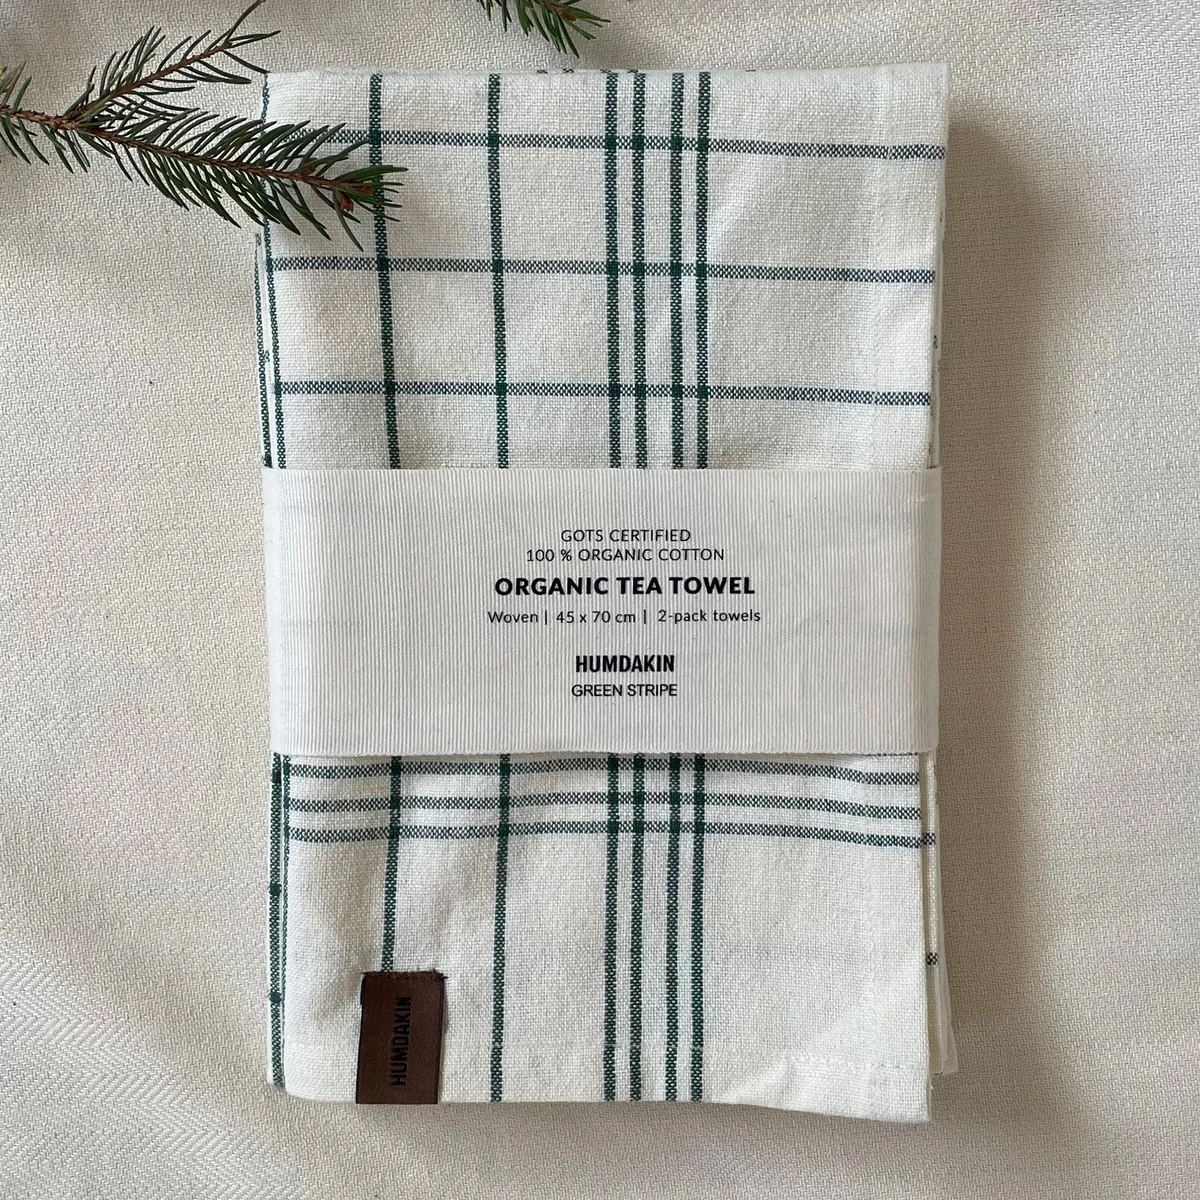 GOTS CERTIFIED
100 % ORGANIC COTTON
ORGANIC TEA TOWEL
Woven | 45 x 70 cm | 2-pack towels
HUMDAKIN
GREEN STRIPE
HUMDAKIN